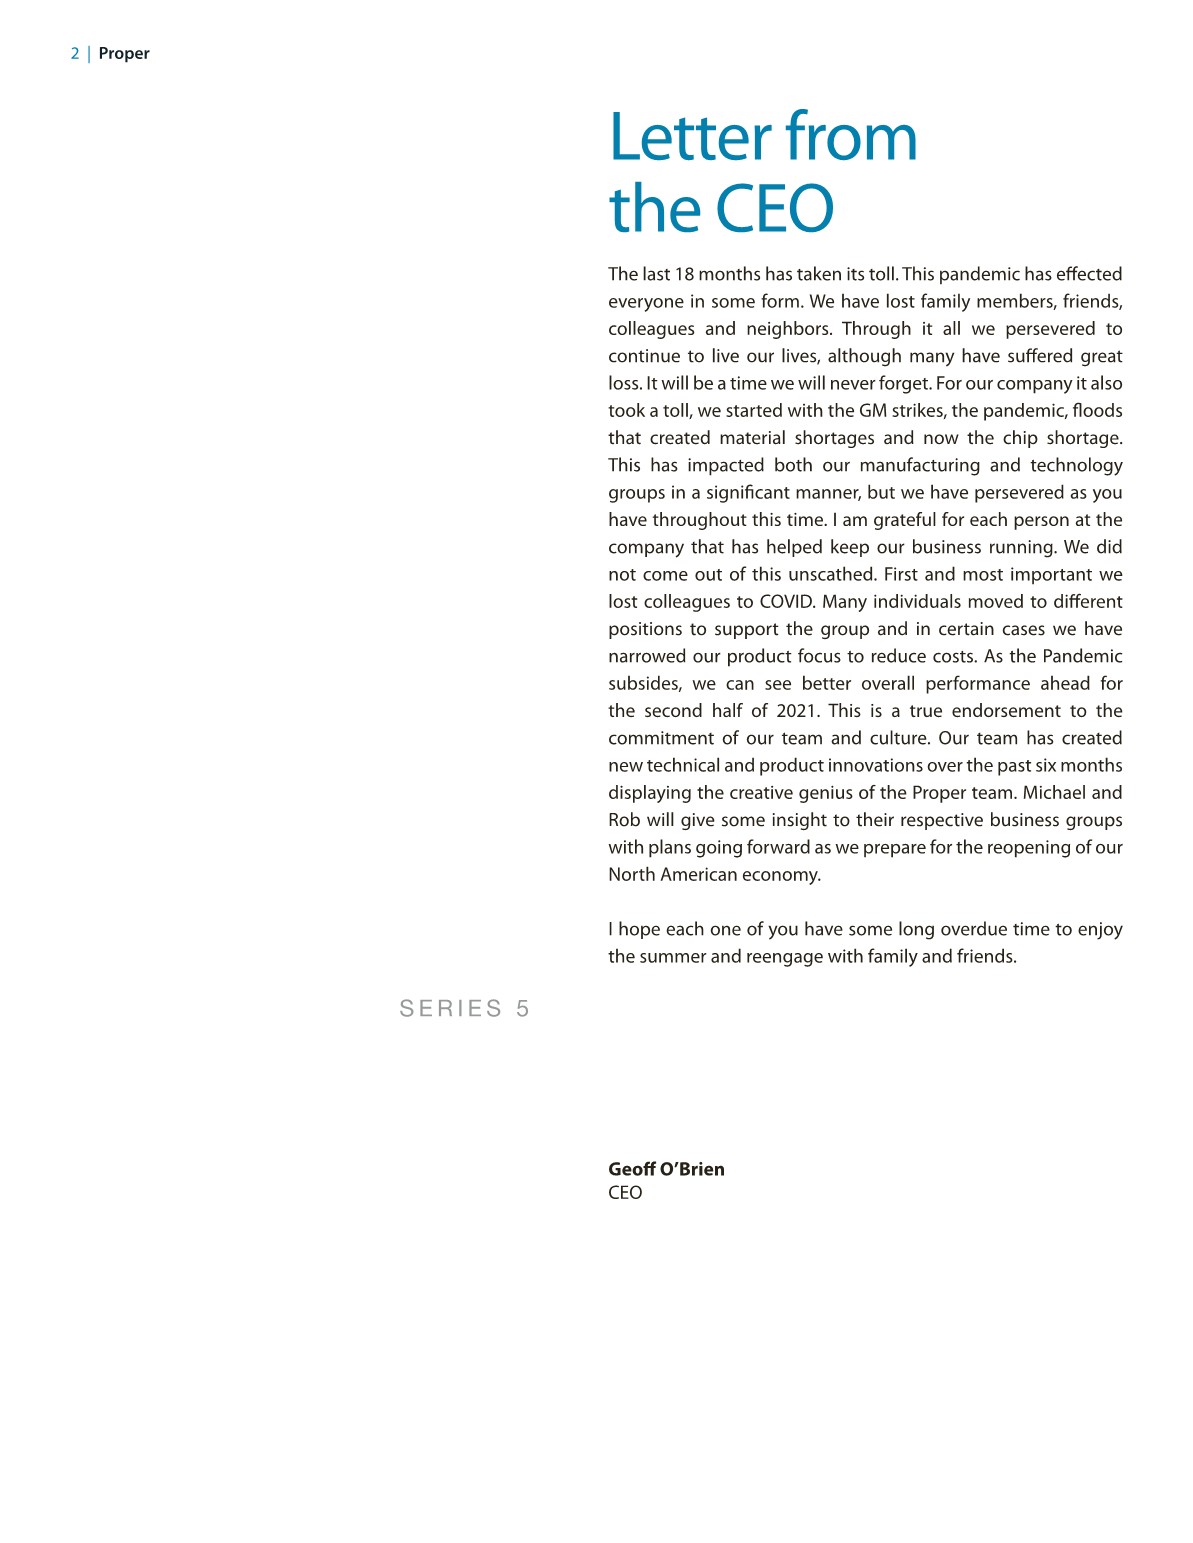 2 | Proper
Letter from
the CEO
The last 18 months has taken its toll. This pandemic has effected
everyone in some form. We have lost family members, friends,
colleagues and neighbors. Through it all we persevered to
continue to live our lives, although many have suffered great
loss. It will be a time we will never forget. For our company it also
took a toll, we started with the GM strikes, the pandemic, floods
that created material shortages and now the chip shortage.
This has impacted both our manufacturing and technology
groups in a significant manner, but we have persevered as you
have throughout this time. I am grateful for each person at the
company that has helped keep our business running. We did
not come out of this unscathed. First and most important we
lost colleagues to COVID. Many individuals moved to different
positions to support the group and in certain cases we have
narrowed our product focus to reduce costs. As the Pandemic
subsides, we can see better overall performance ahead for
the second half of 2021. This is a true endorsement to the
commitment of our team and culture. Our team has created
new technical and product innovations over the past six months
displaying the creative genius of the Proper team. Michael and
Rob will give some insight to their respective business groups
with plans going forward as we prepare for the reopening of our
North American economy.
I hope each one of you have some long overdue time to enjoy
the summer and reengage with family and friends.
SERIES 5
Geoff O’Brien
CEO